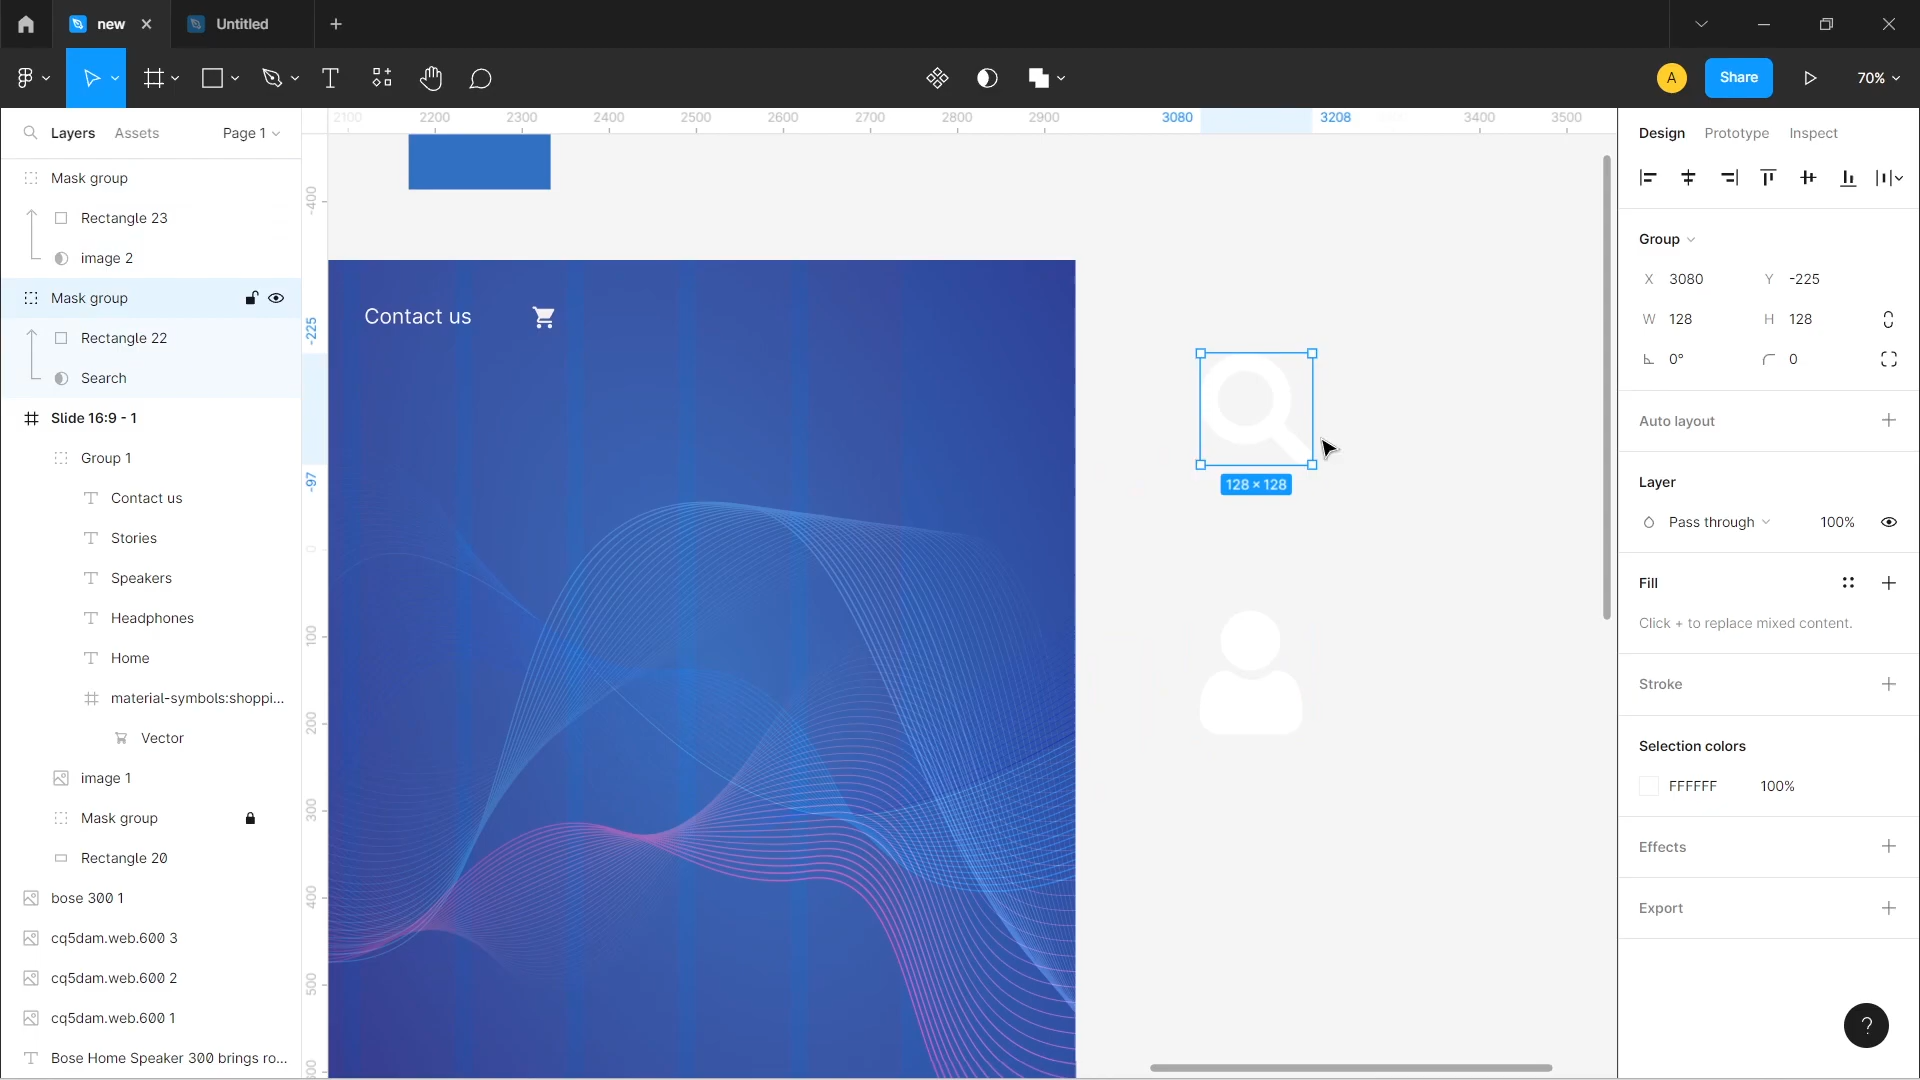 new
Untitled
A
Share
70%
Layers
Assets
Page 1
2100
2200
2300
2400
2500
2600
2700
2800
2900
3080
3208
3400
3500
Design
Prototype
Inspect
Mask group
Rectangle 23
image 2
Mask group
Rectangle 22
Search
Slide 16:9 - 1
Group 1
Contact us
Stories
Speakers
Headphones
Home
material-symbols:shoppi...
Vector
image 1
Mask group
Rectangle 20
bose 300 1
cq5dam.web.600 3
cq5dam.web.600 2
cq5dam.web.600 1
Bose Home Speaker 300 brings ro...
-400
-225
-97
0
100
200
300
400
500
Contact us
128 × 128
Group
X 3080
Y -225
W 128
H 128
0°
0
Auto layout
Layer
Pass through
100%
Fill
Click + to replace mixed content.
Stroke
Selection colors
FFFFFF
100%
Effects
Export
?